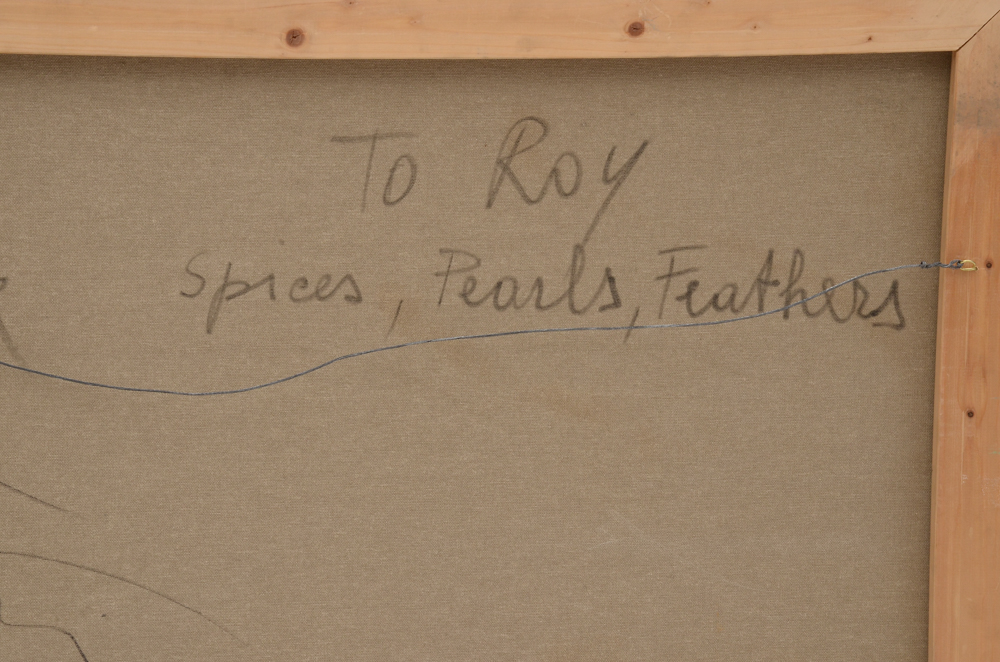 To Roy
Spices, Pearls, Feathers